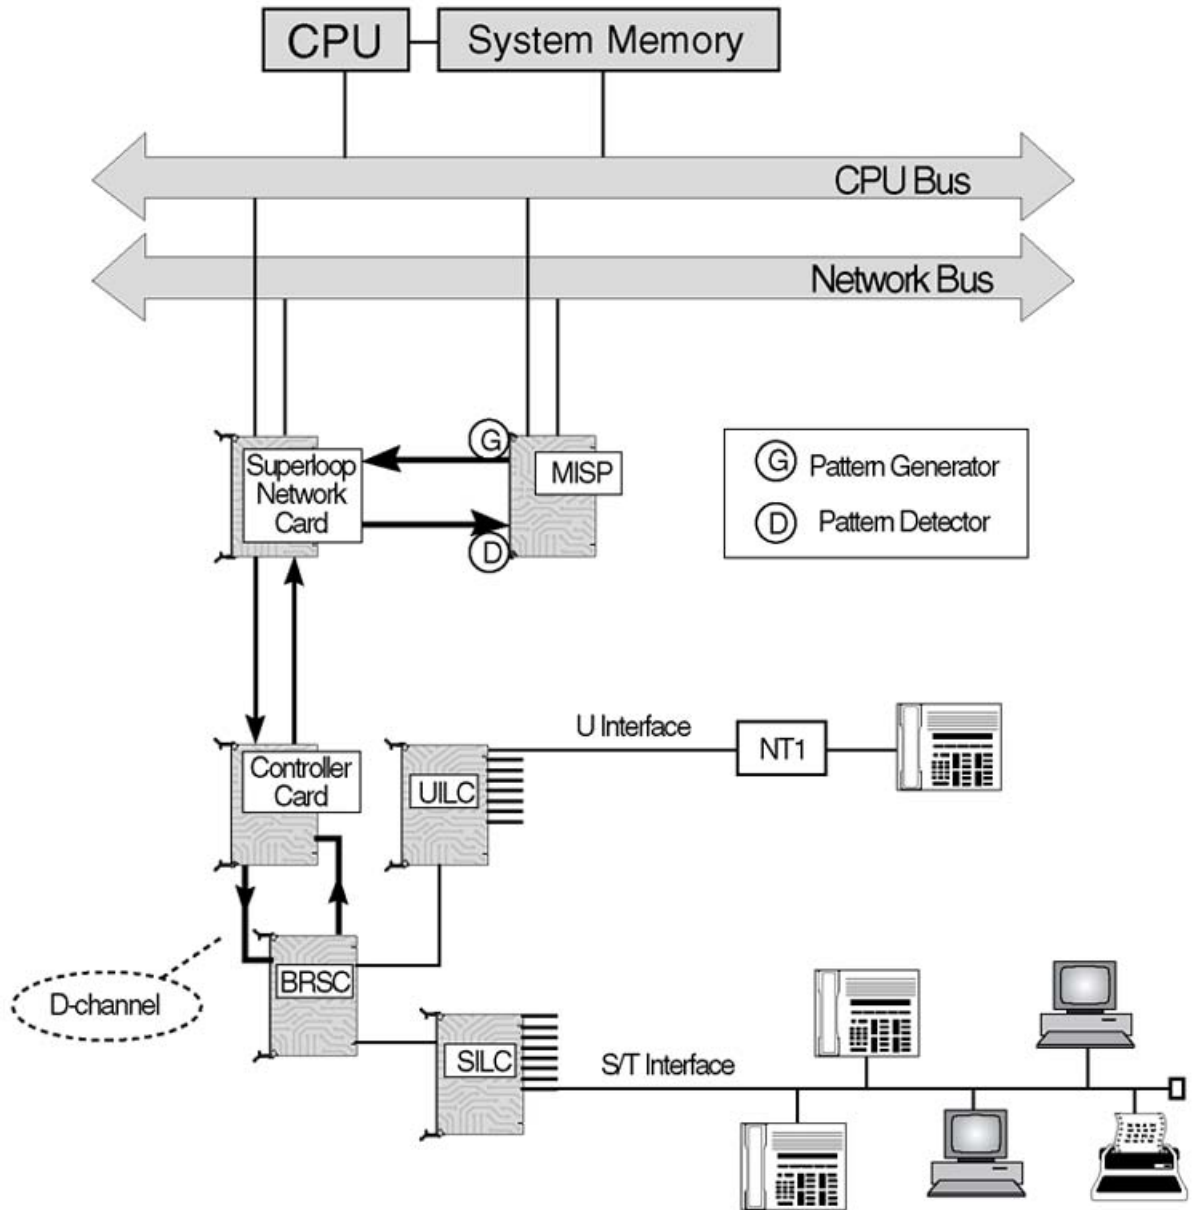 CPU
System Memory
CPU Bus
Network Bus
G
Superloop
Network
Card
MISP
D
G Pattern Generator
D Pattern Detector
U Interface
NT1
Controller
Card
UILC
D-channel
BRSC
SILC
S/T Interface